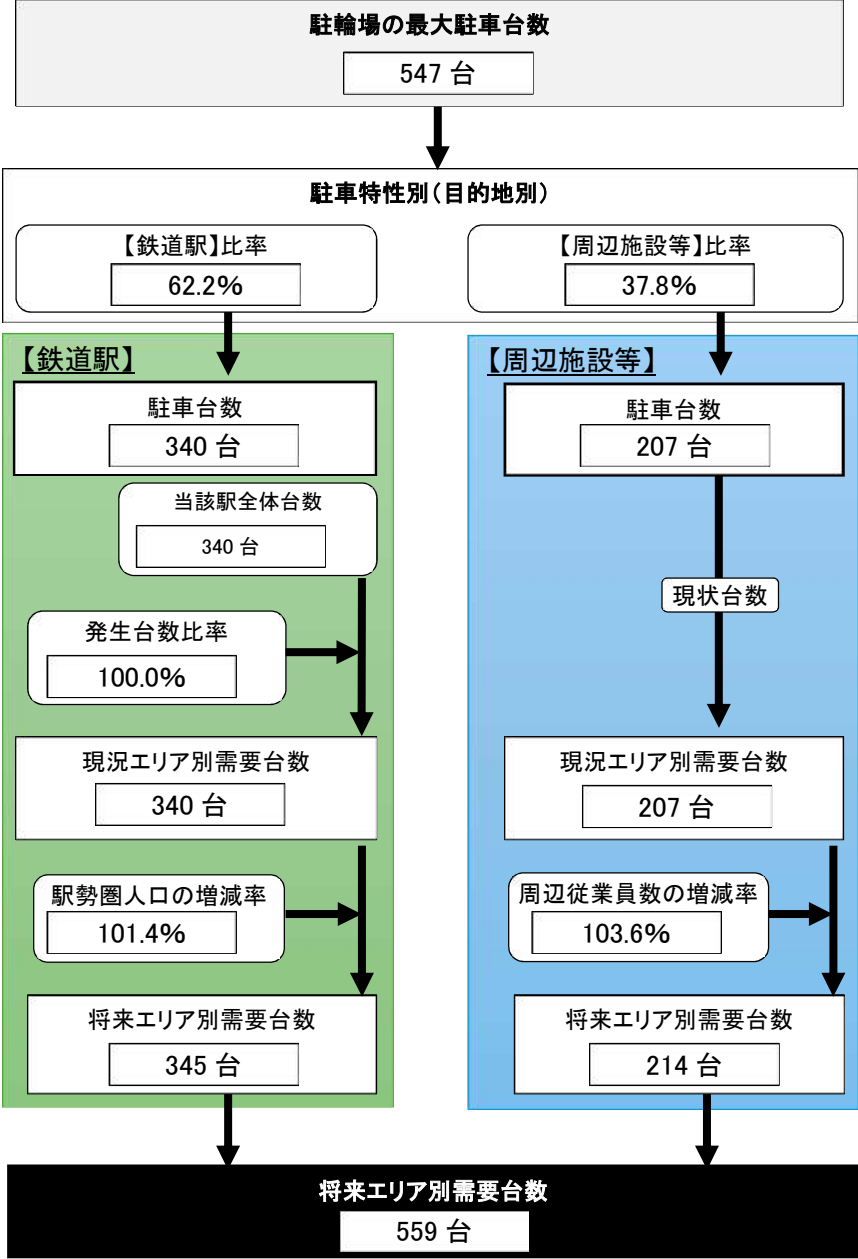 駐輪場の最大駐車台数
547 台
駐車特性別(目的地別)
【鉄道駅】比率
62.2%
【周辺施設等】比率
37.8%
【鉄道駅】
駐車台数
340 台
当該駅全体台数
340 台
発生台数比率
100.0%
現況エリア別需要台数
340 台
駅勢圏人口の増減率
101.4%
将来エリア別需要台数
345 台
【周辺施設等】
駐車台数
207 台
現状台数
現況エリア別需要台数
207 台
周辺従業員数の増減率
103.6%
将来エリア別需要台数
214 台
将来エリア別需要台数
559 台